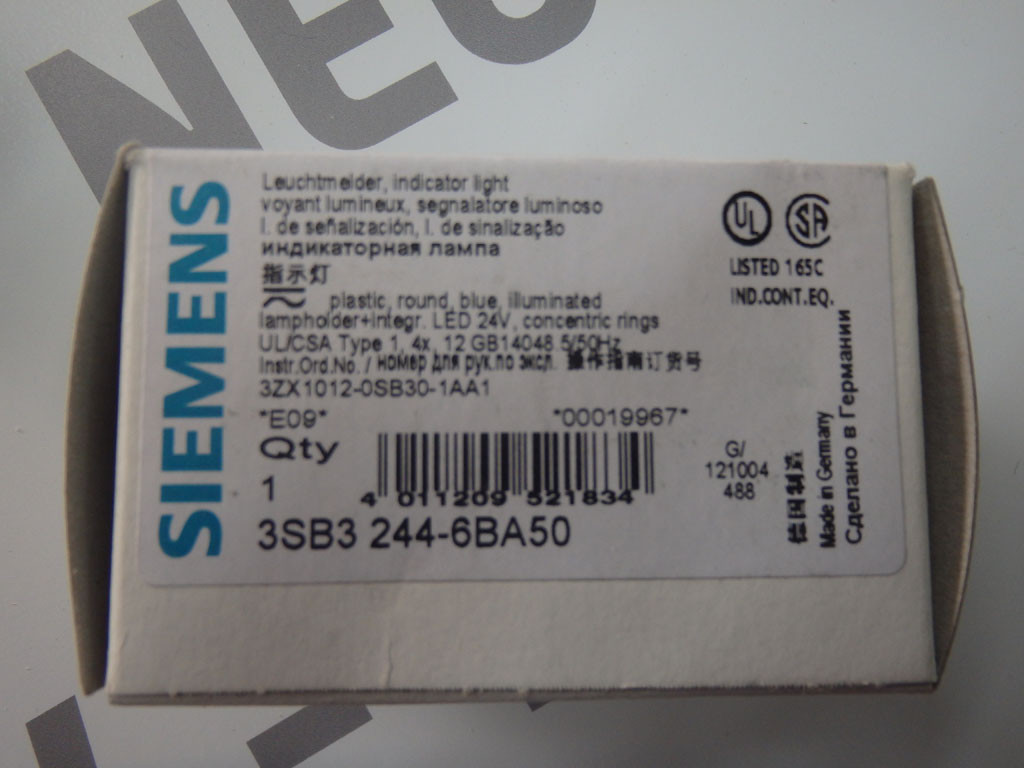 NEU
SIEMENS
Leuchtmelder, indicator light
voyant lumineux, segnalatore luminoso
I. de señalización, I. de sinalização
индикаторная лампа
指示灯
plastic, round, blue, illuminated
lampholder+integr. LED 24V, concentric rings
UL/CSA Type 1, 4x, 12 GB14048.5/50Hz
Instr.Ord.No. / номер для рук.по эксп. 操作指南订货号
3ZX1012-0SB30-1AA1
*E09* *00019967*
Qty
1
4 011209 521834
3SB3 244-6BA50
UL
SA
LISTED 165C
IND.CONT.EQ.
G/
121004
488
德国制造
Made in Germany
Сделано в Германии